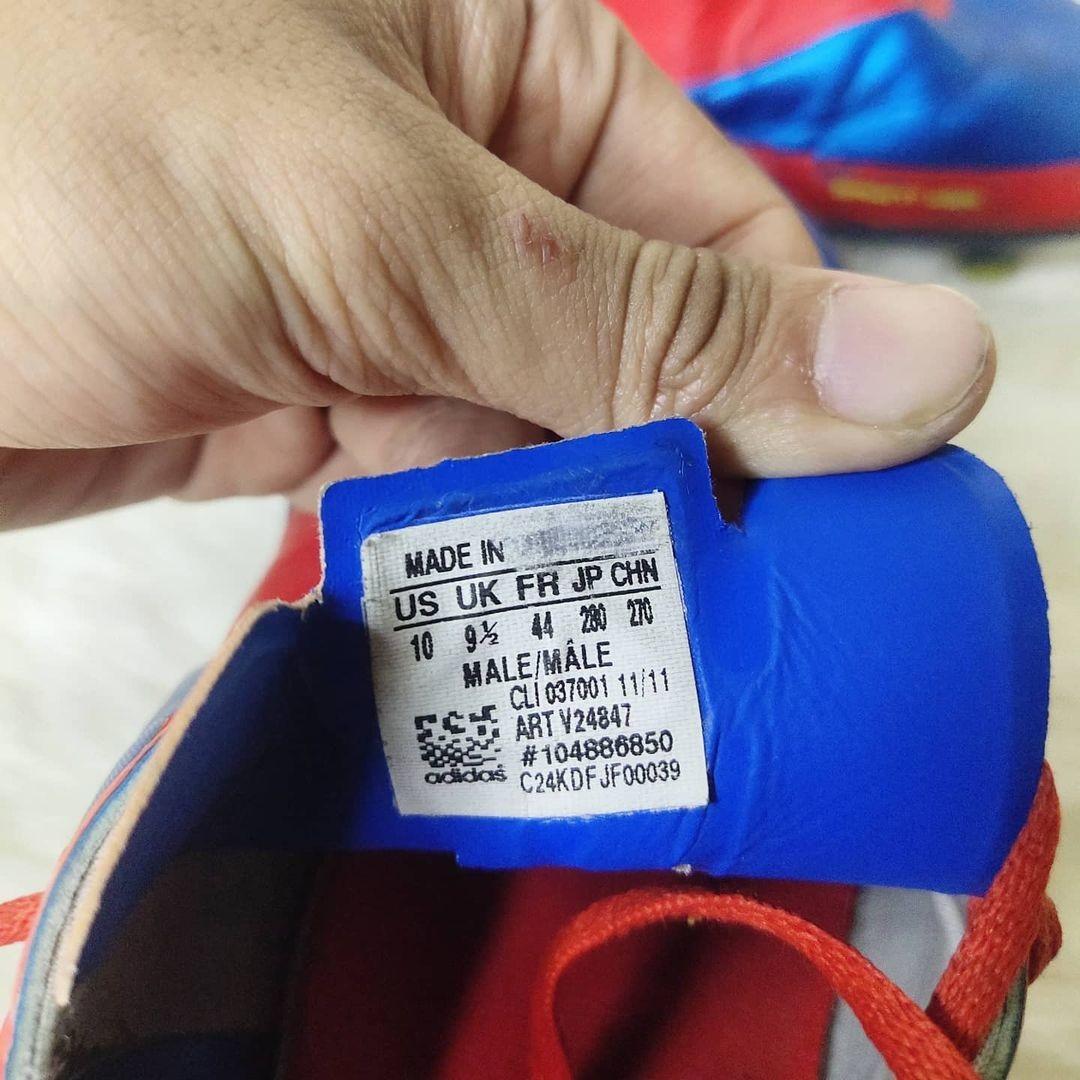 MADE IN
US UK FR JP CHN
10 9½ 44 280 270
MALE/MÂLE
CLI 037001 11/11
ART V24847
#104886850
adidas C24KDFJF00039